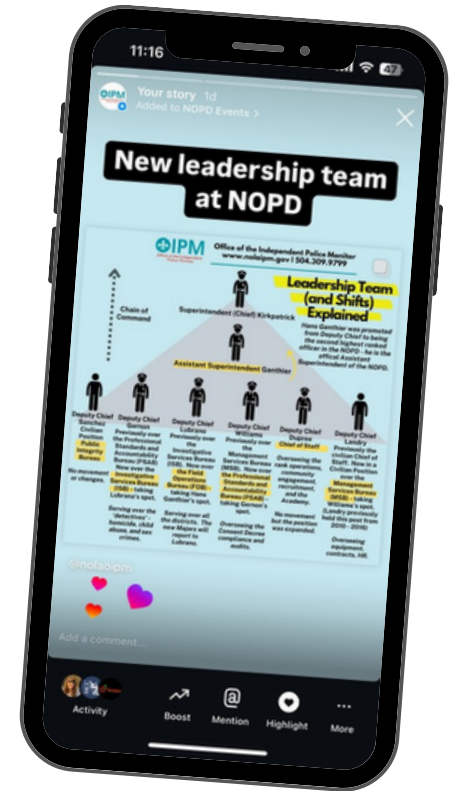 11:16
47
IPM
Your story 1d
Added to NOPD Events >
New leadership team
at NOPD
IPM
Office of the Independent Police Monitor
www.nolaipm.gov | 504.309.9799
Leadership Team
(and Shifts)
Explained
Chain of
Command
Superintendent (Chief) Kirkpatrick
Hans Ganthier was promoted
from Deputy Chief to being
the second highest ranked
officer in the NOPD - he is the
offical Assistant
Superintendent of the NOPD.
Assistant Superintendent Ganthier
Deputy Chief
Sanchez
Civilian
Position
Public
Integrity
Bureau
No movement
or changes.
Deputy Chief
Gernon
Previously over
the Professional
Standards and
Accountability
Bureau (PSAB).
Now over the
Investigative
Services Bureau
(ISB) - taking
Lubrano's spot.
Serving over the
"detectives" -
homicide, child
abuse, and sex
crimes.
Deputy Chief
Lubrano
Previously over
the
Investigative
Services Bureau
(ISB). Now over
the Field
Operations
Bureau (FOB) -
taking Hans
Ganthier's spot.
Serving over all
the districts. The
new Majors will
report to
Lubrano.
Deputy Chief
Williams
Previously over
the
Management
Services Bureau
(MSB). Now over
the Professional
Standards and
Accountability
Bureau (PSAB) -
taking Gernon's
spot.
Overseeing the
Consent Decree
compliance and
audits.
Deputy Chief
Dupree
Chief of Staff
Overseeing the
rank operations,
communications,
engagement,
and the
Academy.
No movement
but the position
was expanded.
Deputy Chief
Landry
Previously the
civilian Chief of
Staff. Now in a
Civilian Position
over the
Management
Services Bureau
(MSB) - taking
Williams's spot.
(Landry previously
held this post from
2010 - 2016)
Overseeing
equipment,
contracts, HR.
@nolaoipm
Add a comment...
Activity
Boost
Mention
Highlight
More